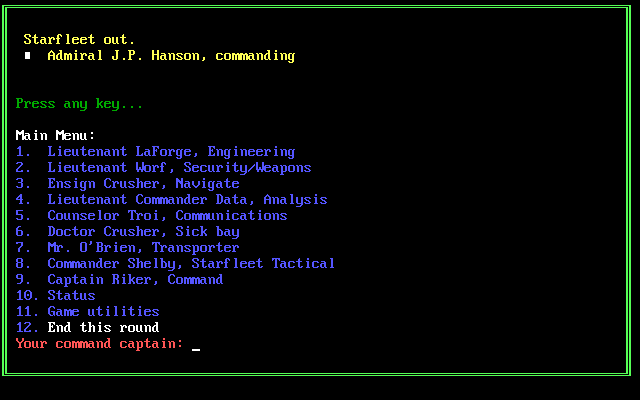 Starfleet out.
Admiral J.P. Hanson, commanding
Press any key...
Main Menu:
1. Lieutenant LaForge, Engineering
2. Lieutenant Worf, Security/Weapons
3. Ensign Crusher, Navigate
4. Lieutenant Commander Data, Analysis
5. Counselor Troi, Communications
6. Doctor Crusher, Sick bay
7. Mr. O'Brien, Transporter
8. Commander Shelby, Starfleet Tactical
9. Captain Riker, Command
10. Status
11. Game utilities
12. End this round
Your command captain: _